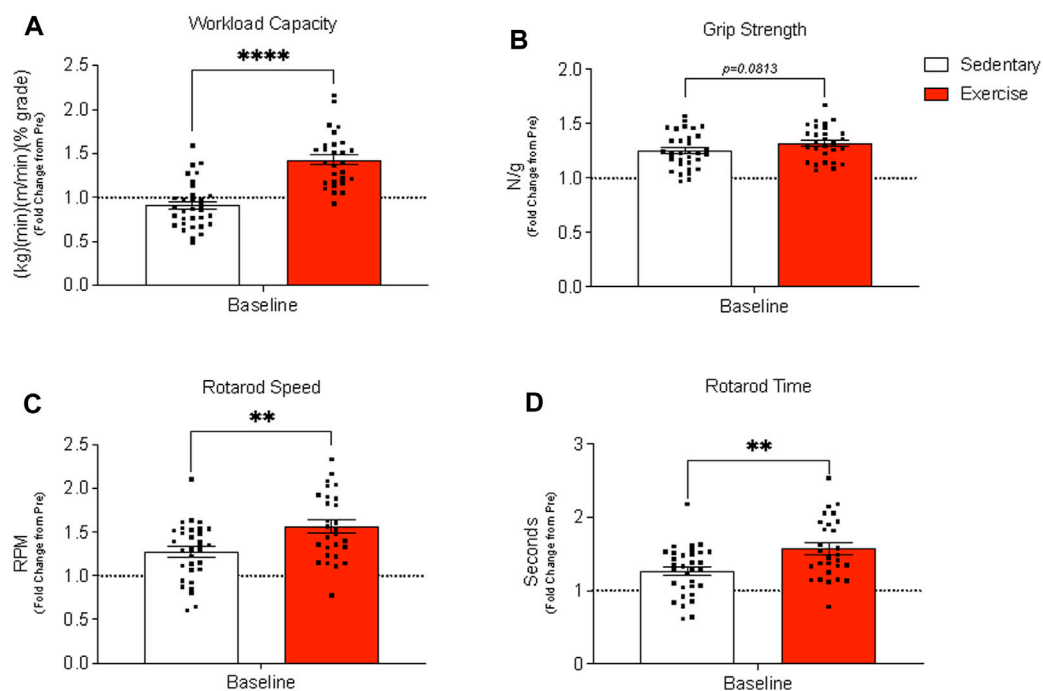 A
Workload Capacity
****
(kg)(min)(m/min)(% grade)
(Fold Change from Pre)
2.5
2.0
1.5
1.0
0.5
0.0
Baseline
B
Grip Strength
p=0.0813
N/g
(Fold Change from Pre)
2.0
1.5
1.0
0.5
0.0
Baseline
Sedentary
Exercise
C
Rotarod Speed
**
RPM
(Fold Change from Pre)
2.5
2.0
1.5
1.0
0.5
0.0
Baseline
D
Rotarod Time
**
Seconds
(Fold Change from Pre)
3
2
1
0
Baseline